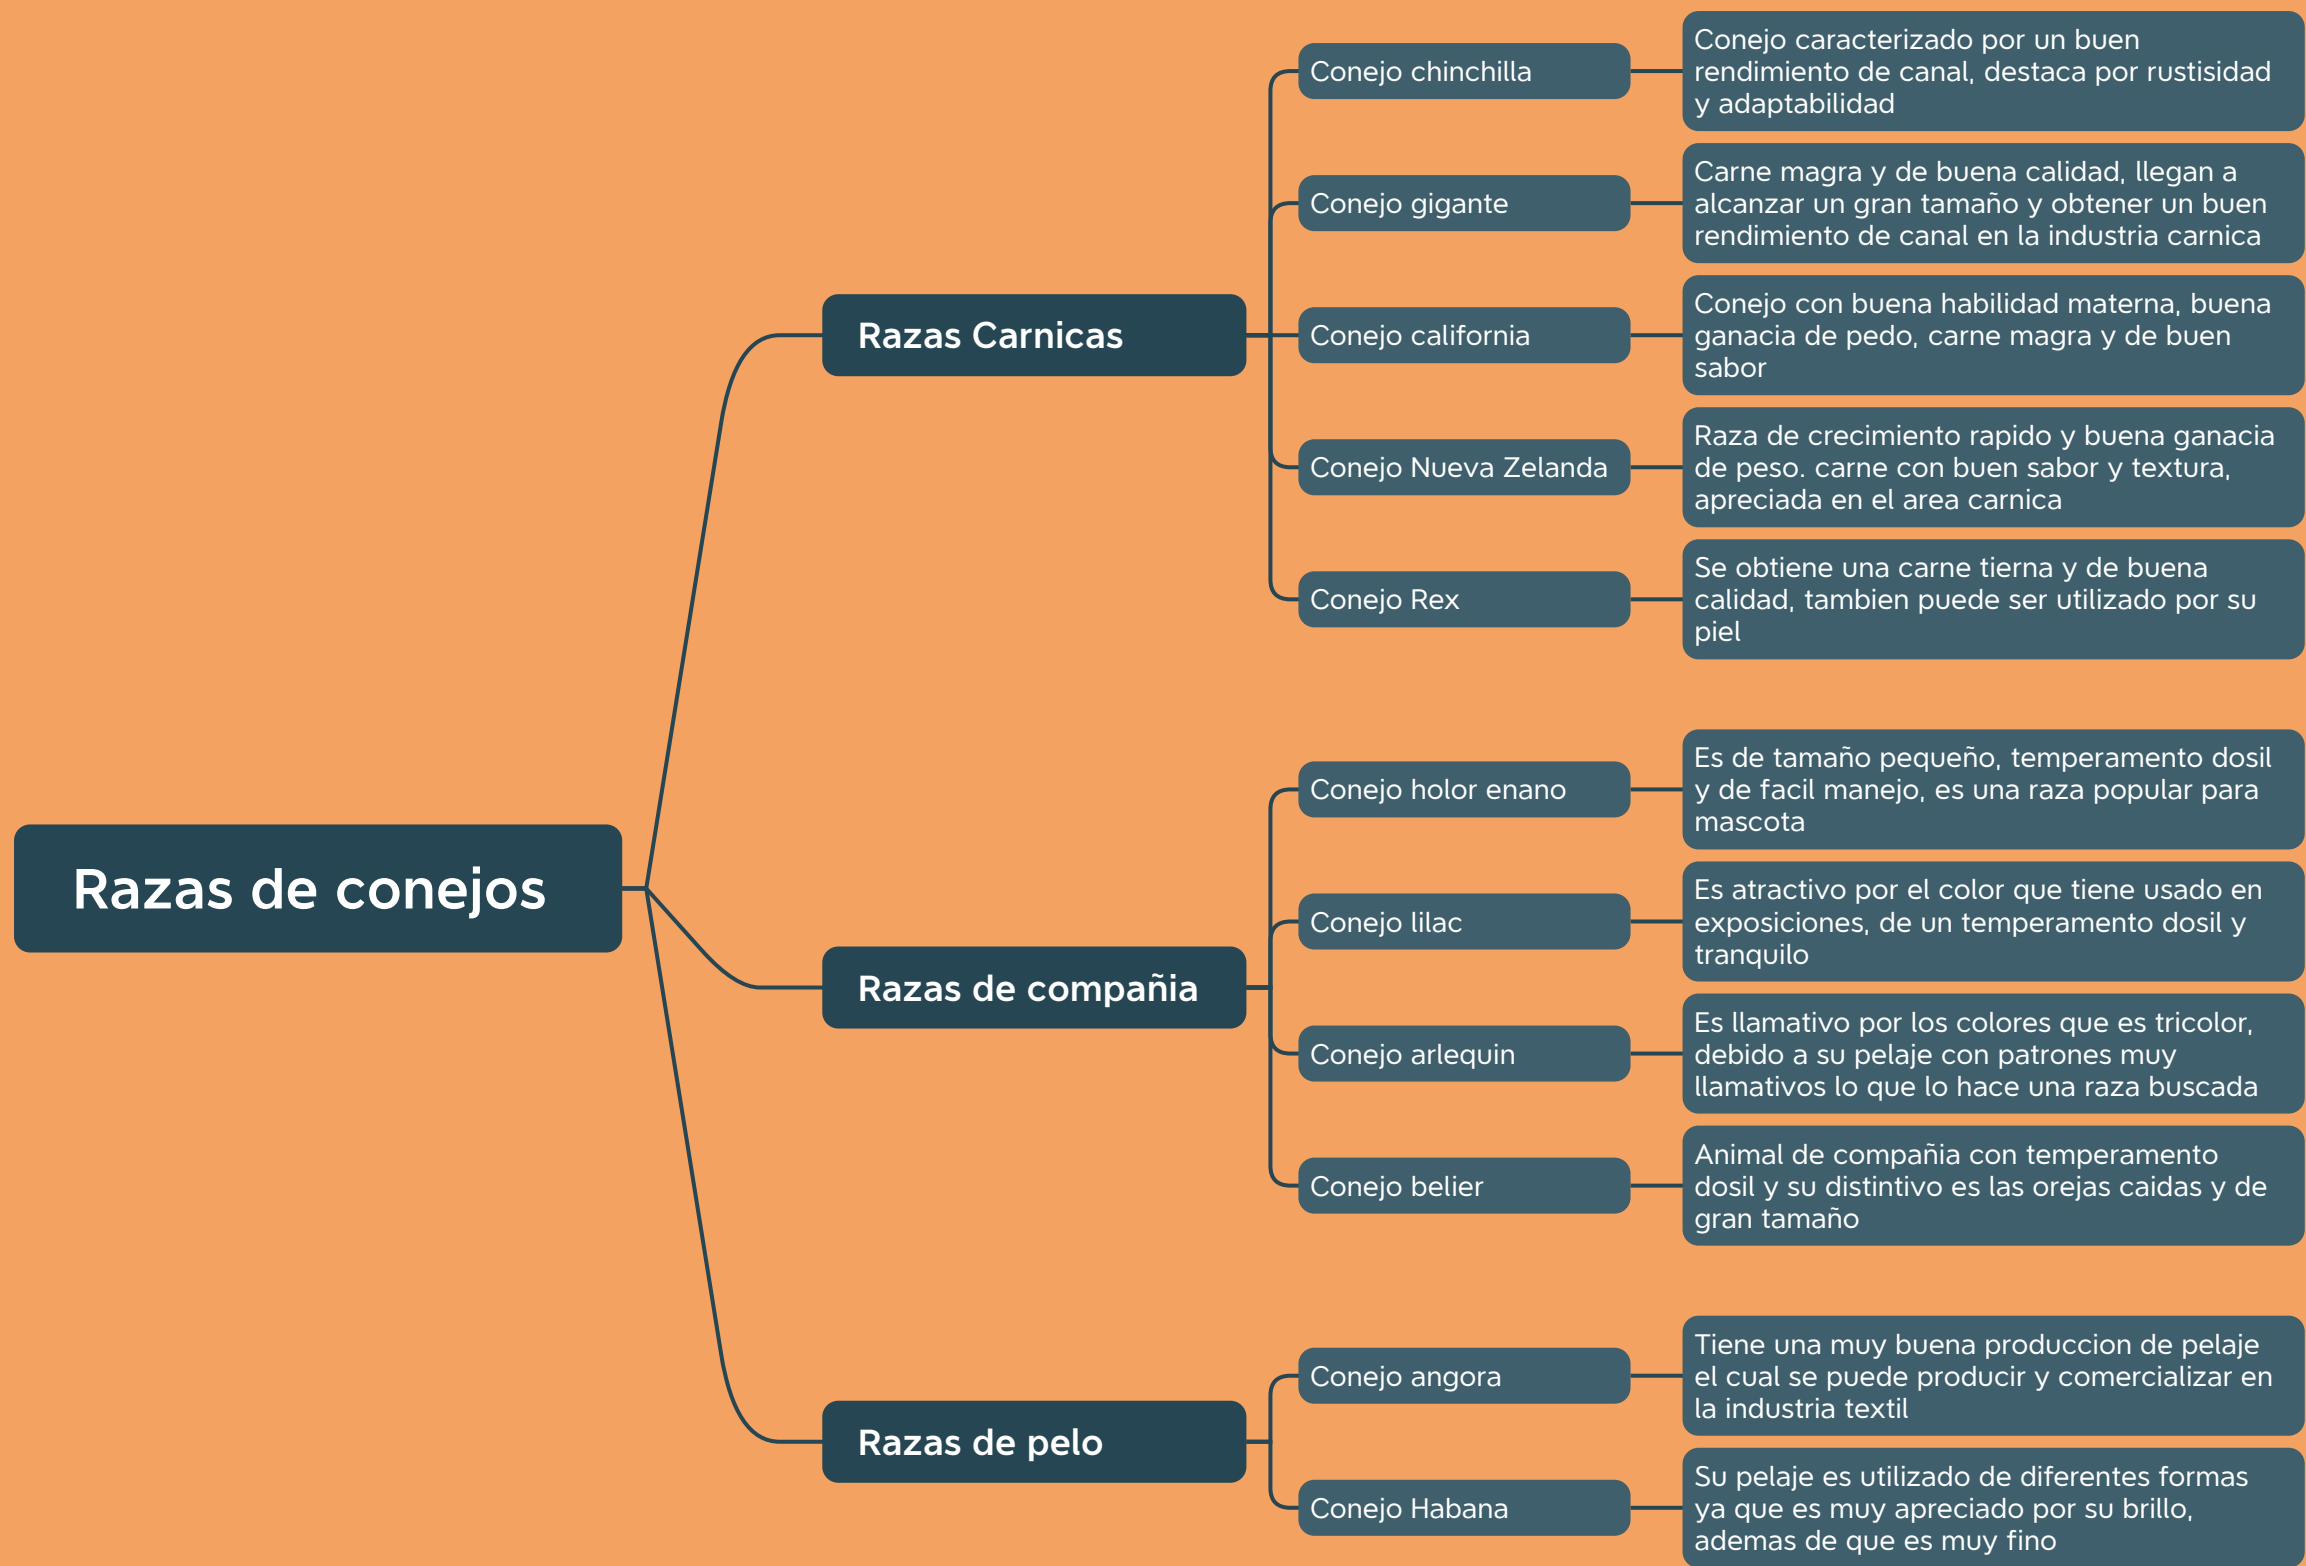 Razas de conejos
Razas Carnicas
Conejo chinchilla
Conejo caracterizado por un buen
rendimiento de canal, destaca por rustisidad
y adaptabilidad
Conejo gigante
Carne magra y de buena calidad, llegan a
alcanzar un gran tamaño y obtener un buen
rendimiento de canal en la industria carnica
Conejo california
Conejo con buena habilidad materna, buena
ganacia de pedo, carne magra y de buen
sabor
Conejo Nueva Zelanda
Raza de crecimiento rapido y buena ganacia
de peso. carne con buen sabor y textura,
apreciada en el area carnica
Conejo Rex
Se obtiene una carne tierna y de buena
calidad, tambien puede ser utilizado por su
piel
Razas de compañia
Conejo holor enano
Es de tamaño pequeño, temperamento dosil
y de facil manejo, es una raza popular para
mascota
Conejo lilac
Es atractivo por el color que tiene usado en
exposiciones, de un temperamento dosil y
tranquilo
Conejo arlequin
Es llamativo por los colores que es tricolor,
debido a su pelaje con patrones muy
llamativos lo que lo hace una raza buscada
Conejo belier
Animal de compañia con temperamento
dosil y su distintivo es las orejas caidas y de
gran tamaño
Razas de pelo
Conejo angora
Tiene una muy buena produccion de pelaje
el cual se puede producir y comercializar en
la industria textil
Conejo Habana
Su pelaje es utilizado de diferentes formas
ya que es muy apreciado por su brillo,
ademas de que es muy fino